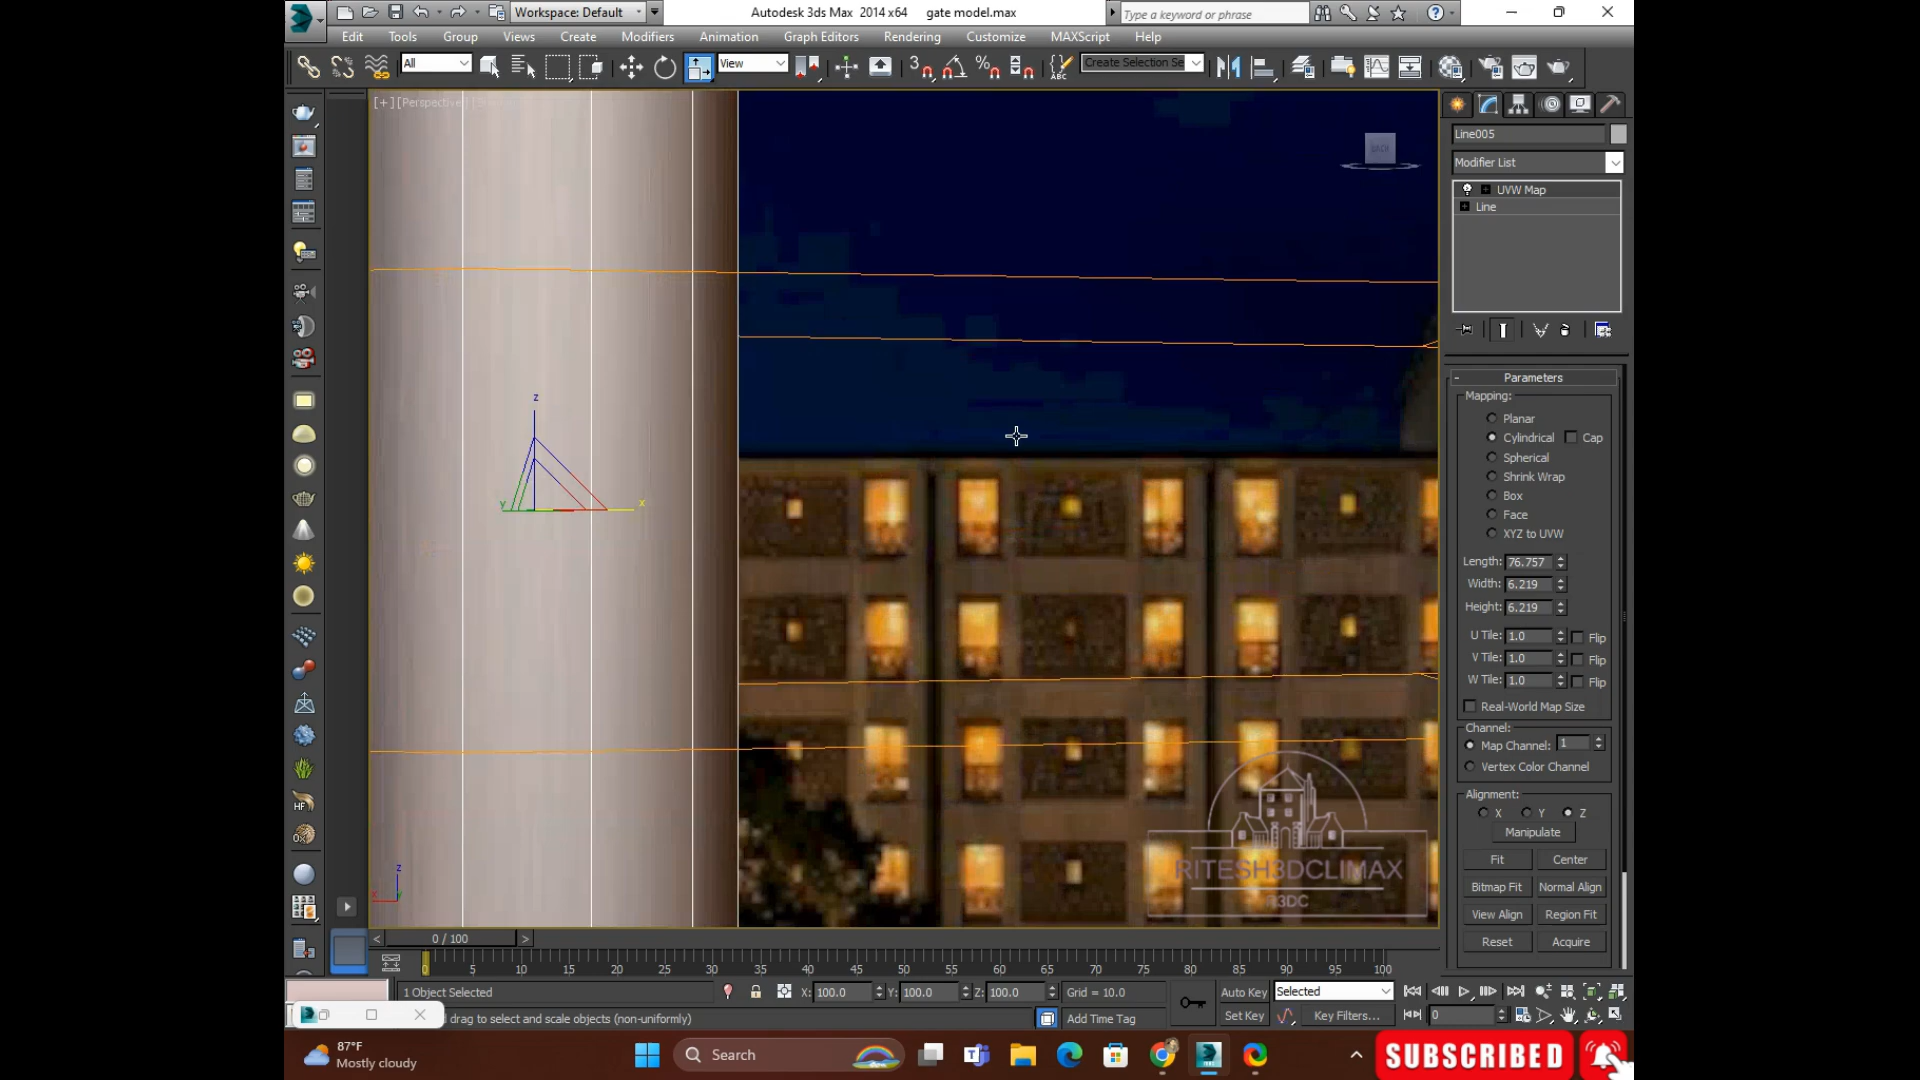 Workspace: Default
Autodesk 3ds Max 2014 x64 gate model.max
Type a keyword or phrase
Edit Tools Group Views Create Modifiers Animation Graph Editors Rendering Customize MAXScript Help
All
View
3
%
ABC
Create Selection Se
[+] [Perspective]
BACK
Line005
Modifier List
UVW Map
Line
z
y
x
Parameters
Mapping:
Planar
Cylindrical Cap
Spherical
Shrink Wrap
Box
Face
XYZ to UVW
Length: 76.757
Width: 6.219
Height: 6.219
U Tile: 1.0 Flip
V Tile: 1.0 Flip
W Tile: 1.0 Flip
Real-World Map Size
Channel:
Map Channel: 1
Vertex Color Channel
Alignment:
X Y Z
Manipulate
Fit Center
Bitmap Fit Normal Align
View Align Region Fit
Reset Acquire
HF
RITESH3DCLIMAX
R3DC
z
0 / 100
0 5 10 15 20 25 30 35 40 45 50 55 60 65 70 75 80 85 90 95 100
1 Object Selected
X: 100.0 Y: 100.0 Z: 100.0
Grid = 10.0
Auto Key
Selected
drag to select and scale objects (non-uniformly)
Add Time Tag
Set Key
Key Filters...
0
87°F
Mostly cloudy
Search
SUBSCRIBED